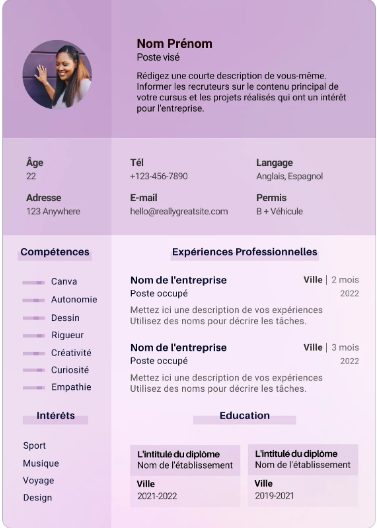 Nom Prénom
Poste visé
Rédigez une courte description de vous-même.
Informer les recruteurs sur le contenu principal de
votre cursus et les projets réalisés qui ont un intérêt
pour l'entreprise.
Âge
22
Tél
+123-456-7890
Langage
Anglais, Espagnol
Adresse
123 Anywhere
E-mail
hello@reallygreatsite.com
Permis
B + Véhicule
Compétences
Canva
Autonomie
Dessin
Rigueur
Créativité
Curiosité
Empathie
Intérêts
Sport
Musique
Voyage
Design
Expériences Professionnelles
Nom de l'entreprise
Ville | 2 mois
Poste occupé
2022
Mettez ici une description de vos expériences
Utilisez des noms pour décrire les tâches.
Nom de l'entreprise
Ville | 3 mois
Poste occupé
2022
Mettez ici une description de vos expériences
Utilisez des noms pour décrire les tâches.
Education
L'intitulé du diplôme
Nom de l'établissement
Ville
2021-2022
L'intitulé du diplôme
Nom de l'établissement
Ville
2019-2021